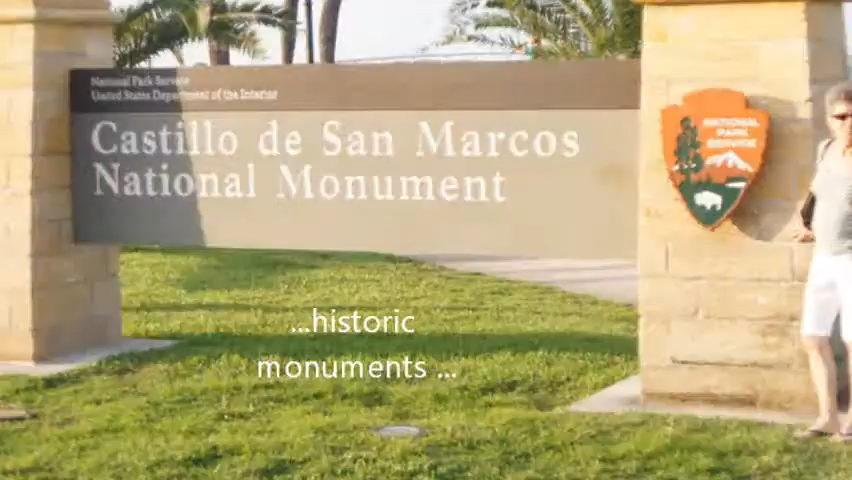 National Park Service
United States Department of the Interior
Castillo de San Marcos
National Monument
NATIONAL
PARK
SERVICE
...historic
monuments ...